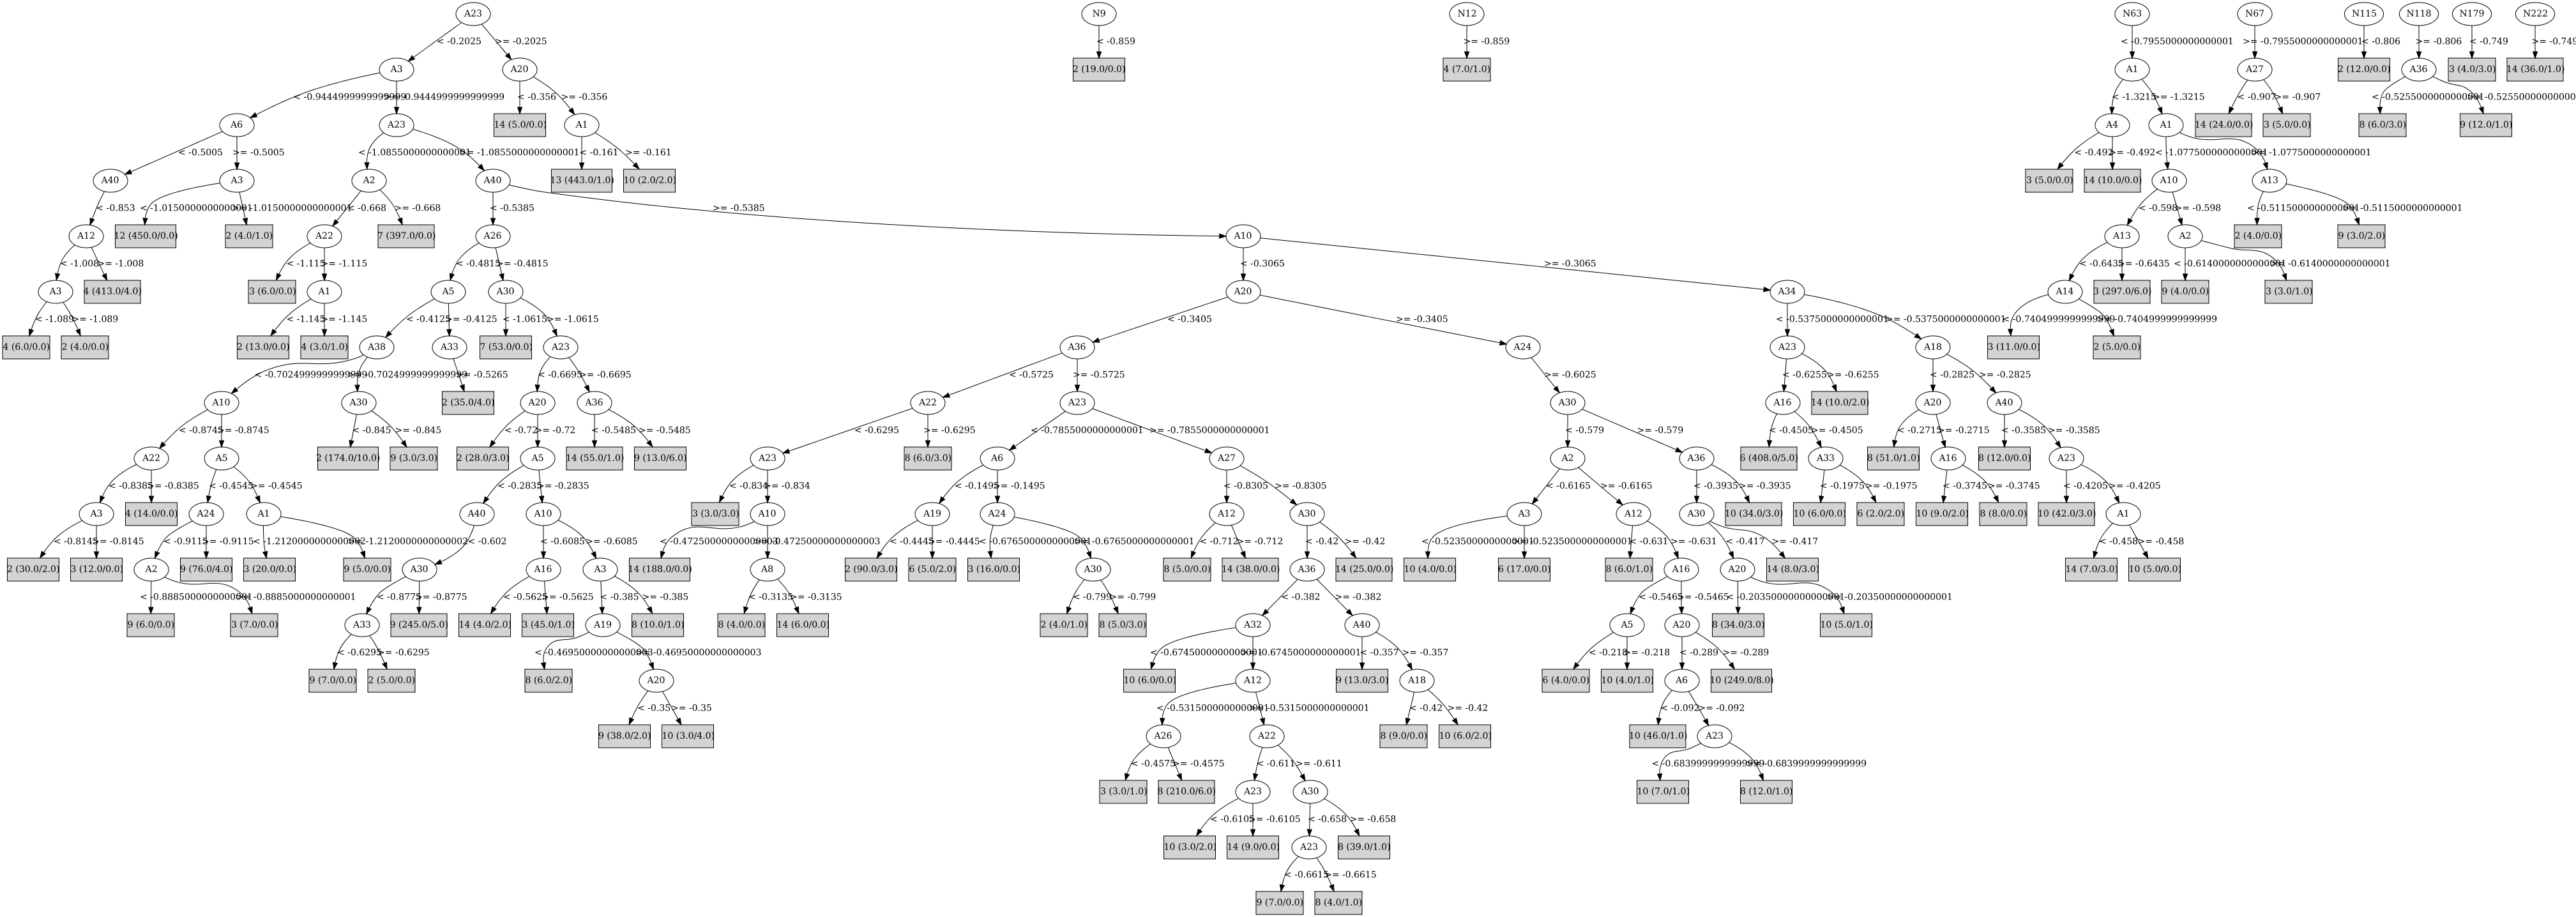 A23 N9 N12 N63 N67 N115 N118 N179 N222
< -0.2025 >= -0.2025 < -0.859 >= -0.859 < -0.7955000000000001 >= -0.7955000000000001 < -0.806 >= -0.806 < -0.749 >= -0.749
A3 A20 2 (19.0/0.0) 4 (7.0/1.0) A1 A27 2 (12.0/0.0) A36 3 (4.0/3.0) 14 (36.0/1.0)
< -0.9444999999999999 >= -0.9444999999999999 < -0.356 >= -0.356 < -1.3215 >= -1.3215 < -0.907 >= -0.907 < -0.5255000000000001 >= -0.525500000000
A6 A23 14 (5.0/0.0) A1 A4 A1 14 (24.0/0.0) 3 (5.0/0.0) 8 (6.0/3.0) 9 (12.0/1.0)
< -0.5005 >= -0.5005 < -1.0855000000000001 >= -1.0855000000000001 < -0.161 >= -0.161 < -0.492 >= -0.492 < -1.0775000000000001 >= -1.0775000000000001
A40 A3 A2 A40 13 (443.0/1.0) 10 (2.0/2.0) 3 (5.0/0.0) 14 (10.0/0.0) A10 A13
< -0.853 < -1.0150000000000001 >= -1.0150000000000001 < -0.668 >= -0.668 < -0.5385 >= -0.5385 < -0.598 >= -0.598 < -0.5115000000000001 >= -0.5115000000000001
A12 12 (450.0/0.0) 2 (4.0/1.0) A22 7 (397.0/0.0) A26 A10 A13 A2 2 (4.0/0.0) 9 (3.0/2.0)
< -1.008 >= -1.008 < -1.115 >= -1.115 < -0.4815 >= -0.4815 < -0.3065 >= -0.3065 < -0.6435 >= -0.6435 < -0.6140000000000001 >= -0.6140000000000001
A3 4 (413.0/4.0) 3 (6.0/0.0) A1 A5 A30 A20 A34 A14 3 (297.0/6.0) 9 (4.0/0.0) 3 (3.0/1.0)
< -1.089 >= -1.089 < -1.145 >= -1.145 < -0.4125 >= -0.4125 < -1.0615 >= -1.0615 < -0.3405 >= -0.3405 < -0.5375000000000001 >= -0.5375000000000001 < -0.7404999999999999 >= -0.7404999999999999
4 (6.0/0.0) 2 (4.0/0.0) 2 (13.0/0.0) 4 (3.0/1.0) A38 A33 7 (53.0/0.0) A23 A36 A24 A23 A18 3 (11.0/0.0) 2 (5.0/0.0)
< -0.7024999999999999 >= -0.7024999999999999 >= -0.5265 < -0.6695 >= -0.6695 < -0.5725 >= -0.5725 >= -0.6025 < -0.6255 >= -0.6255 < -0.2825 >= -0.2825
A10 A30 2 (35.0/4.0) A20 A36 A22 A23 A30 A16 14 (10.0/2.0) A20 A40
< -0.8745 >= -0.8745 < -0.845 >= -0.845 < -0.72 >= -0.72 < -0.5485 >= -0.5485 < -0.6295 >= -0.6295 < -0.7855000000000001 >= -0.7855000000000001 < -0.579 >= -0.579 < -0.4505 >= -0.4505 < -0.2715 >= -0.2715 < -0.3585 >= -0.3585
A22 A5 2 (174.0/10.0) 9 (3.0/3.0) 2 (28.0/3.0) A5 14 (55.0/1.0) 9 (13.0/6.0) A23 8 (6.0/3.0) A6 A27 A2 A36 6 (408.0/5.0) A33 8 (51.0/1.0) A16 8 (12.0/0.0) A23
< -0.8385 >= -0.8385 < -0.4545 >= -0.4545 < -0.2835 >= -0.2835 < -0.834 >= -0.834 < -0.1495 >= -0.1495 < -0.8305 >= -0.8305 < -0.6165 >= -0.6165 < -0.3935 >= -0.3935 < -0.1975 >= -0.1975 < -0.3745 >= -0.3745 < -0.4205 >= -0.4205
A3 4 (14.0/0.0) A24 A1 A40 A10 3 (3.0/3.0) A10 A19 A24 A12 A30 A3 A12 A30 10 (34.0/3.0) 10 (6.0/0.0) 6 (2.0/2.0) 10 (9.0/2.0) 8 (8.0/0.0) 10 (42.0/3.0) A1
< -0.8145 >= -0.8145 < -0.9115 >= -0.9115 < -1.2120000000000002 >= -1.2120000000000002 < -0.602 < -0.6085 >= -0.6085 < -0.47250000000000003 >= -0.47250000000000003 < -0.4445 >= -0.4445 < -0.6765000000000001 >= -0.6765000000000001 < -0.712 >= -0.712 < -0.42 >= -0.42 < -0.5235000000000001 >= -0.5235000000000001 < -0.631 >= -0.631 < -0.417 >= -0.417 < -0.458 >= -0.458
2 (30.0/2.0) 3 (12.0/0.0) A2 9 (76.0/4.0) 3 (20.0/0.0) 9 (5.0/0.0) A30 A16 A3 14 (188.0/0.0) A8 2 (90.0/3.0) 6 (5.0/2.0) 3 (16.0/0.0) A30 8 (5.0/0.0) 14 (38.0/0.0) A36 14 (25.0/0.0) 10 (4.0/0.0) 6 (17.0/0.0) 8 (6.0/1.0) A16 A20 14 (8.0/3.0) 14 (7.0/3.0) 10 (5.0/0.0)
< -0.8885000000000001 >= -0.8885000000000001 < -0.8775 >= -0.8775 < -0.5625 >= -0.5625 < -0.385 >= -0.385 < -0.3135 >= -0.3135 < -0.799 >= -0.799 < -0.382 >= -0.382 < -0.5465 >= -0.5465 < -0.20350000000000001 >= -0.20350000000000001
9 (6.0/0.0) 3 (7.0/0.0) A33 9 (245.0/5.0) 14 (4.0/2.0) 3 (45.0/1.0) A19 8 (10.0/1.0) 8 (4.0/0.0) 14 (6.0/0.0) 2 (4.0/1.0) 8 (5.0/3.0) A32 A40 A5 A20 8 (34.0/3.0) 10 (5.0/1.0)
< -0.6295 >= -0.6295 < -0.46950000000000003 >= -0.46950000000000003 < -0.6745000000000001 >= -0.6745000000000001 < -0.357 >= -0.357 < -0.218 >= -0.218 < -0.289 >= -0.289
9 (7.0/0.0) 2 (5.0/0.0) 8 (6.0/2.0) A20 10 (6.0/0.0) A12 9 (13.0/3.0) A18 6 (4.0/0.0) 10 (4.0/1.0) A6 10 (249.0/8.0)
< -0.35 >= -0.35 < -0.5315000000000001 >= -0.5315000000000001 < -0.42 >= -0.42 < -0.092 >= -0.092
9 (38.0/2.0) 10 (3.0/4.0) A26 A22 8 (9.0/0.0) 10 (6.0/2.0) 10 (46.0/1.0) A23
< -0.4575 >= -0.4575 < -0.611 >= -0.611 < -0.6839999999999999 >= -0.6839999999999999
3 (3.0/1.0) 8 (210.0/6.0) A23 A30 10 (7.0/1.0) 8 (12.0/1.0)
< -0.6105 >= -0.6105 < -0.658 >= -0.658
10 (3.0/2.0) 14 (9.0/0.0) A23 8 (39.0/1.0)
< -0.6615 >= -0.6615
9 (7.0/0.0) 8 (4.0/1.0)